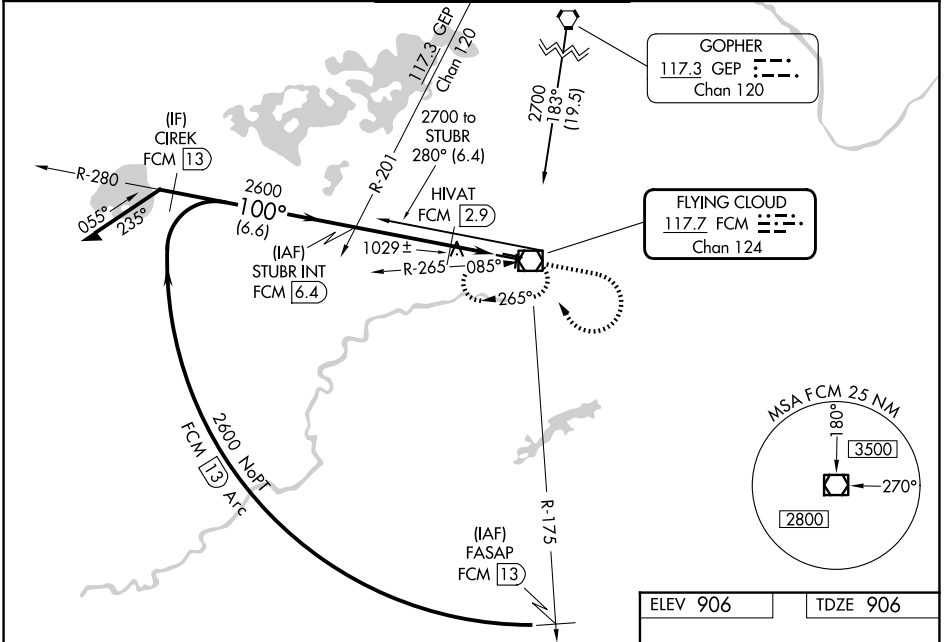 117.3 GEP
Chan 120
GOPHER
117.3 GEP
Chan 120
2700
183°
(19.5)
2700 to
STUBR
280° (6.4)
R-201
(IF)
CIREK
FCM 13
R-280
055°
235°
2600
100°
(6.6)
HIVAT
FCM 2.9
FLYING CLOUD
117.7 FCM
Chan 124
(IAF)
STUBR INT
FCM 6.4
1029 ±
R-265
085°
265°
2600 NoPT
FCM 13 Arc
R-175
(IAF)
FASAP
FCM 13
MSA FCM 25 NM
180°
3500
270°
2800
ELEV 906
TDZE 906